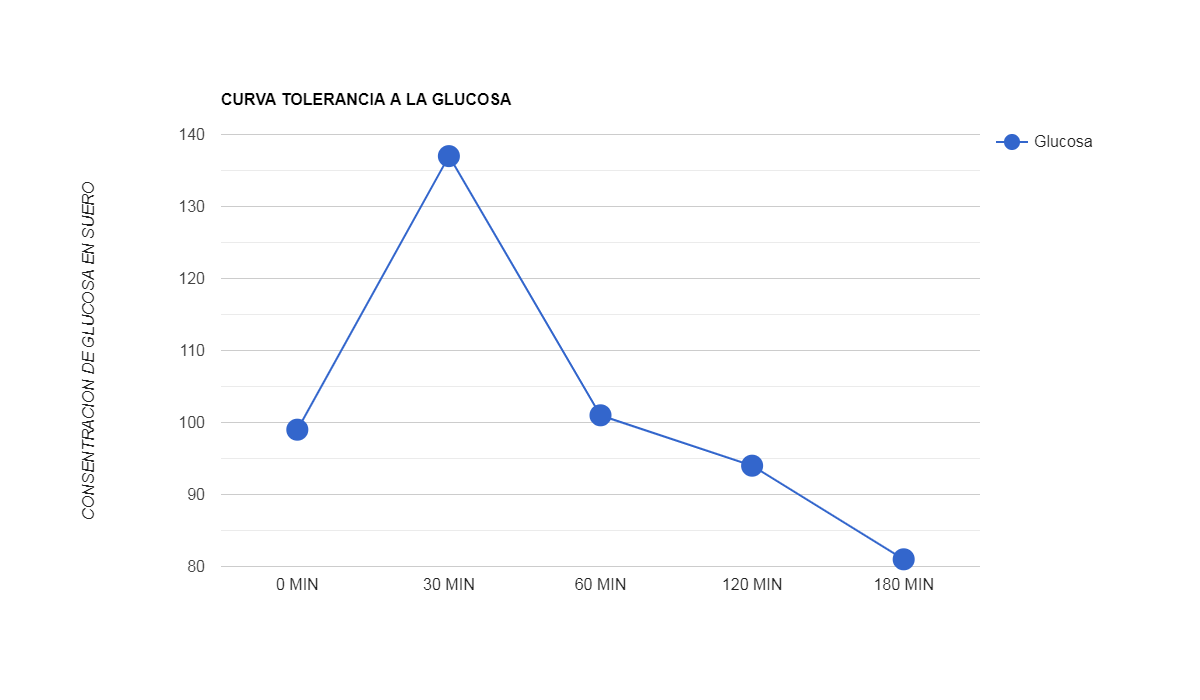 CURVA TOLERANCIA A LA GLUCOSA
CONSENTRACION DE GLUCOSA EN SUERO
140
130
120
110
100
90
80
0 MIN
30 MIN
60 MIN
120 MIN
180 MIN
Glucosa